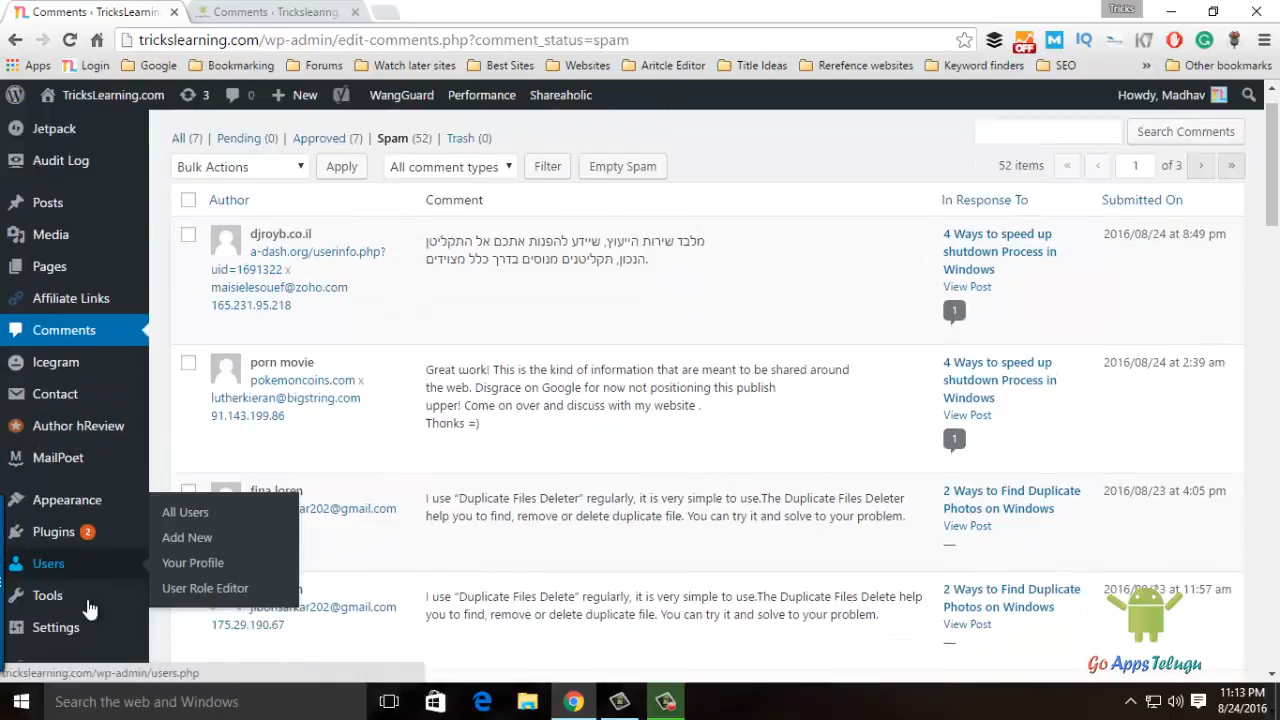 Comments ‹ TricksLearning
Comments ‹ Trickslearning.
Tricks
trickslearning.com/wp-admin/edit-comments.php?comment_status=spam
Apps Login Google Bookmarking Forums Watch later sites Best Sites Websites Aritcle Editor Title Ideas Rerefence websites Keyword finders SEO » Other bookmarks
TricksLearning.com 3 0 New WangGuard Performance Shareaholic Howdy, Madhav
Jetpack
Audit Log
Posts
Media
Pages
Affiliate Links
Comments
Icegram
Contact
Author hReview
MailPoet
Appearance
Plugins 2
Users
Tools
Settings
All Users
Add New
Your Profile
User Role Editor
All (7) | Pending (0) | Approved (7) | Spam (52) | Trash (0)
Search Comments
Bulk Actions Apply All comment types Filter Empty Spam 52 items « ‹ 1 of 3 › »
Author Comment In Response To Submitted On
djroyb.co.il
a-dash.org/userinfo.php?
uid=1691322 x
maisielesouef@zoho.com
165.231.95.218
מלבד שירות הייעוץ, שיידע להפנות אתכם אל התקליטן
הנכון, תקליטנים מנוסים בדרך כלל מצוידים.
4 Ways to speed up
shutdown Process in
Windows
View Post
1
2016/08/24 at 8:49 pm
porn movie
pokemoncoins.com x
lutherkieran@bigstring.com
91.143.199.86
Great work! This is the kind of information that are meant to be shared around
the web. Disgrace on Google for now not positioning this publish
upper! Come on over and discuss with my website .
Thanks =)
4 Ways to speed up
shutdown Process in
Windows
View Post
1
2016/08/24 at 2:39 am
fina loren
kar202@gmail.com
I use “Duplicate Files Deleter” regularly, it is very simple to use.The Duplicate Files Deleter
help you to find, remove or delete duplicate file. You can try it and solve to your problem.
2 Ways to Find Duplicate
Photos on Windows
View Post
—
2016/08/23 at 4:05 pm
jibonsarkar202@gmail.com
175.29.190.67
I use “Duplicate Files Delete” regularly, it is very simple to use.The Duplicate Files Delete help
you to find, remove or delete duplicate file. You can try it and solve to your problem.
2 Ways to Find Duplicate
Photos on Windows
View Post
—
2016/08/23 at 11:57 am
Go Apps Telugu
trickslearning.com/wp-admin/users.php
Search the web and Windows
11:13 PM
8/24/2016